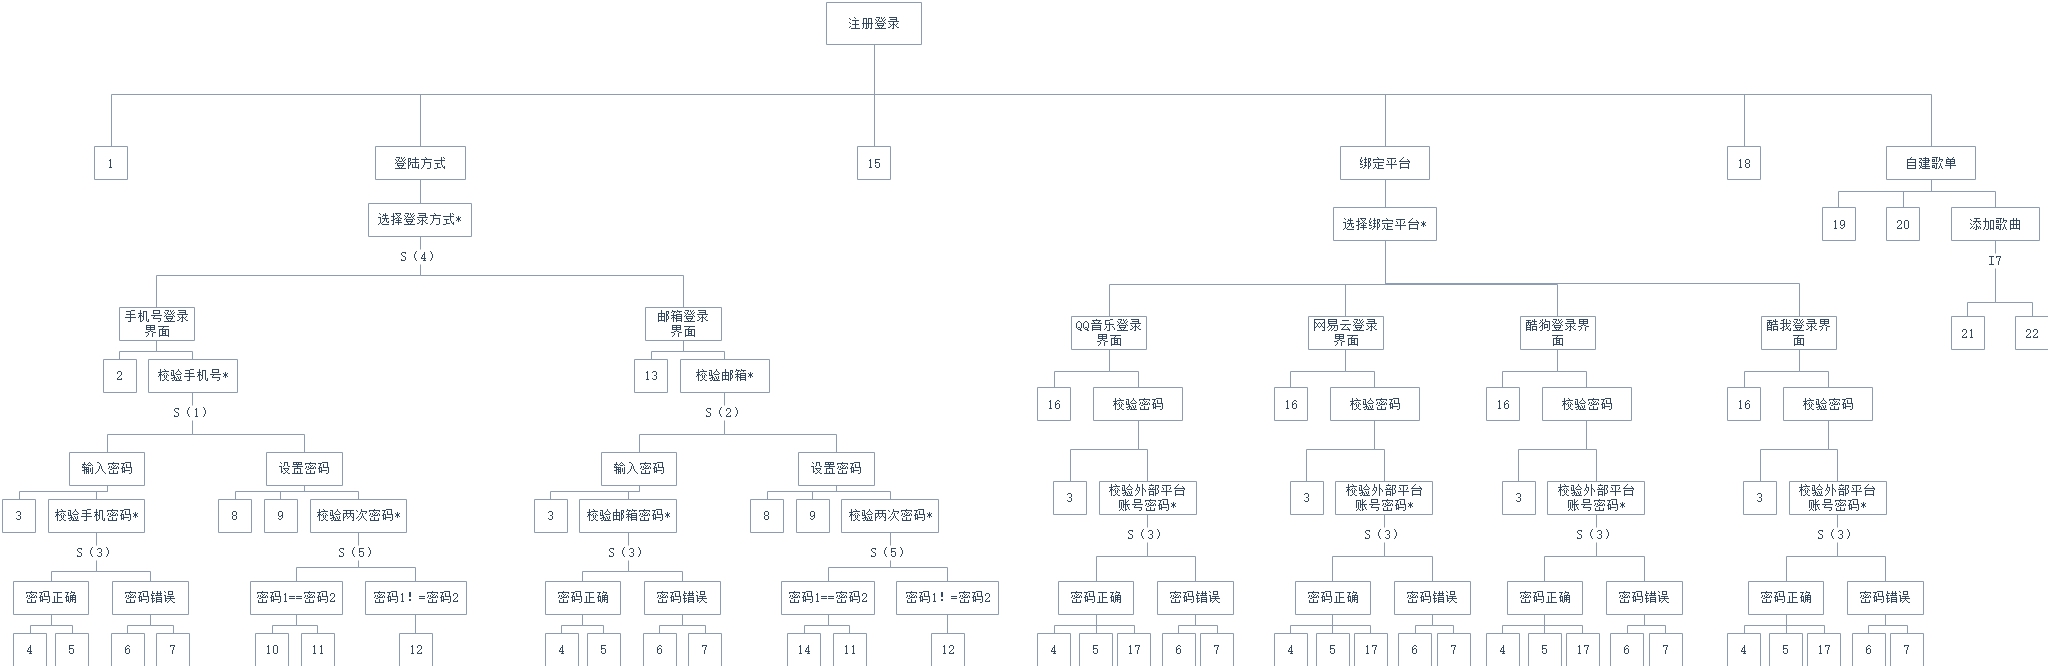 注册登录
1
登陆方式
15
绑定平台
18
自建歌单
选择登录方式*
选择绑定平台*
19
20
添加歌曲
S（4）
I7
手机号登录
界面
邮箱登录
界面
QQ音乐登录
界面
网易云登录
界面
酷狗登录界
面
酷我登录界
面
21
22
2
校验手机号*
13
校验邮箱*
16
校验密码
16
校验密码
16
校验密码
16
校验密码
S（1）
S（2）
输入密码
设置密码
输入密码
设置密码
3
校验手机密码*
8
9
校验两次密码*
3
校验邮箱密码*
8
9
校验两次密码*
3
校验外部平台
账号密码*
3
校验外部平台
账号密码*
3
校验外部平台
账号密码*
3
校验外部平台
账号密码*
S（3）
S（5）
S（3）
S（5）
S（3）
S（3）
S（3）
S（3）
密码正确
密码错误
密码1==密码2
密码1！=密码2
密码正确
密码错误
密码1==密码2
密码1！=密码2
密码正确
密码错误
密码正确
密码错误
密码正确
密码错误
密码正确
密码错误
4
5
6
7
10
11
12
4
5
6
7
14
11
12
4
5
17
6
7
4
5
17
6
7
4
5
17
6
7
4
5
17
6
7